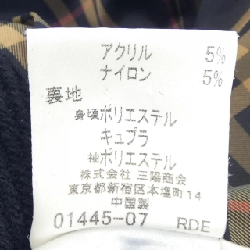 アクリル 5%
ナイロン 5%
裏地
身頃ポリエステル
キュプラ
袖ポリエステル
株式会社 三陽商会
東京都新宿区本塩町14
中国製
01445-07 RDE